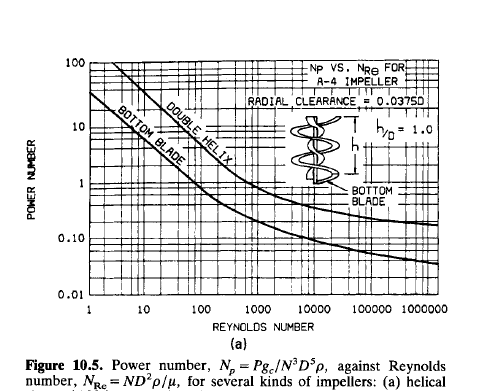 NP VS. NRe FOR
A-4 IMPELLER
RADIAL CLEARANCE = 0.0375D
h/D = 1.0
h
BOTTOM
BLADE
DOUBLE HELIX
BOTTOM BLADE
POWER NUMBER
100
10
1
0.10
0.01
1 10 100 1000 10000 100000 1000000
REYNOLDS NUMBER
(a)
Figure 10.5. Power number, Np = Pgc/N³D⁵ρ, against Reynolds
number, NRe = ND²ρ/μ, for several kinds of impellers: (a) helical